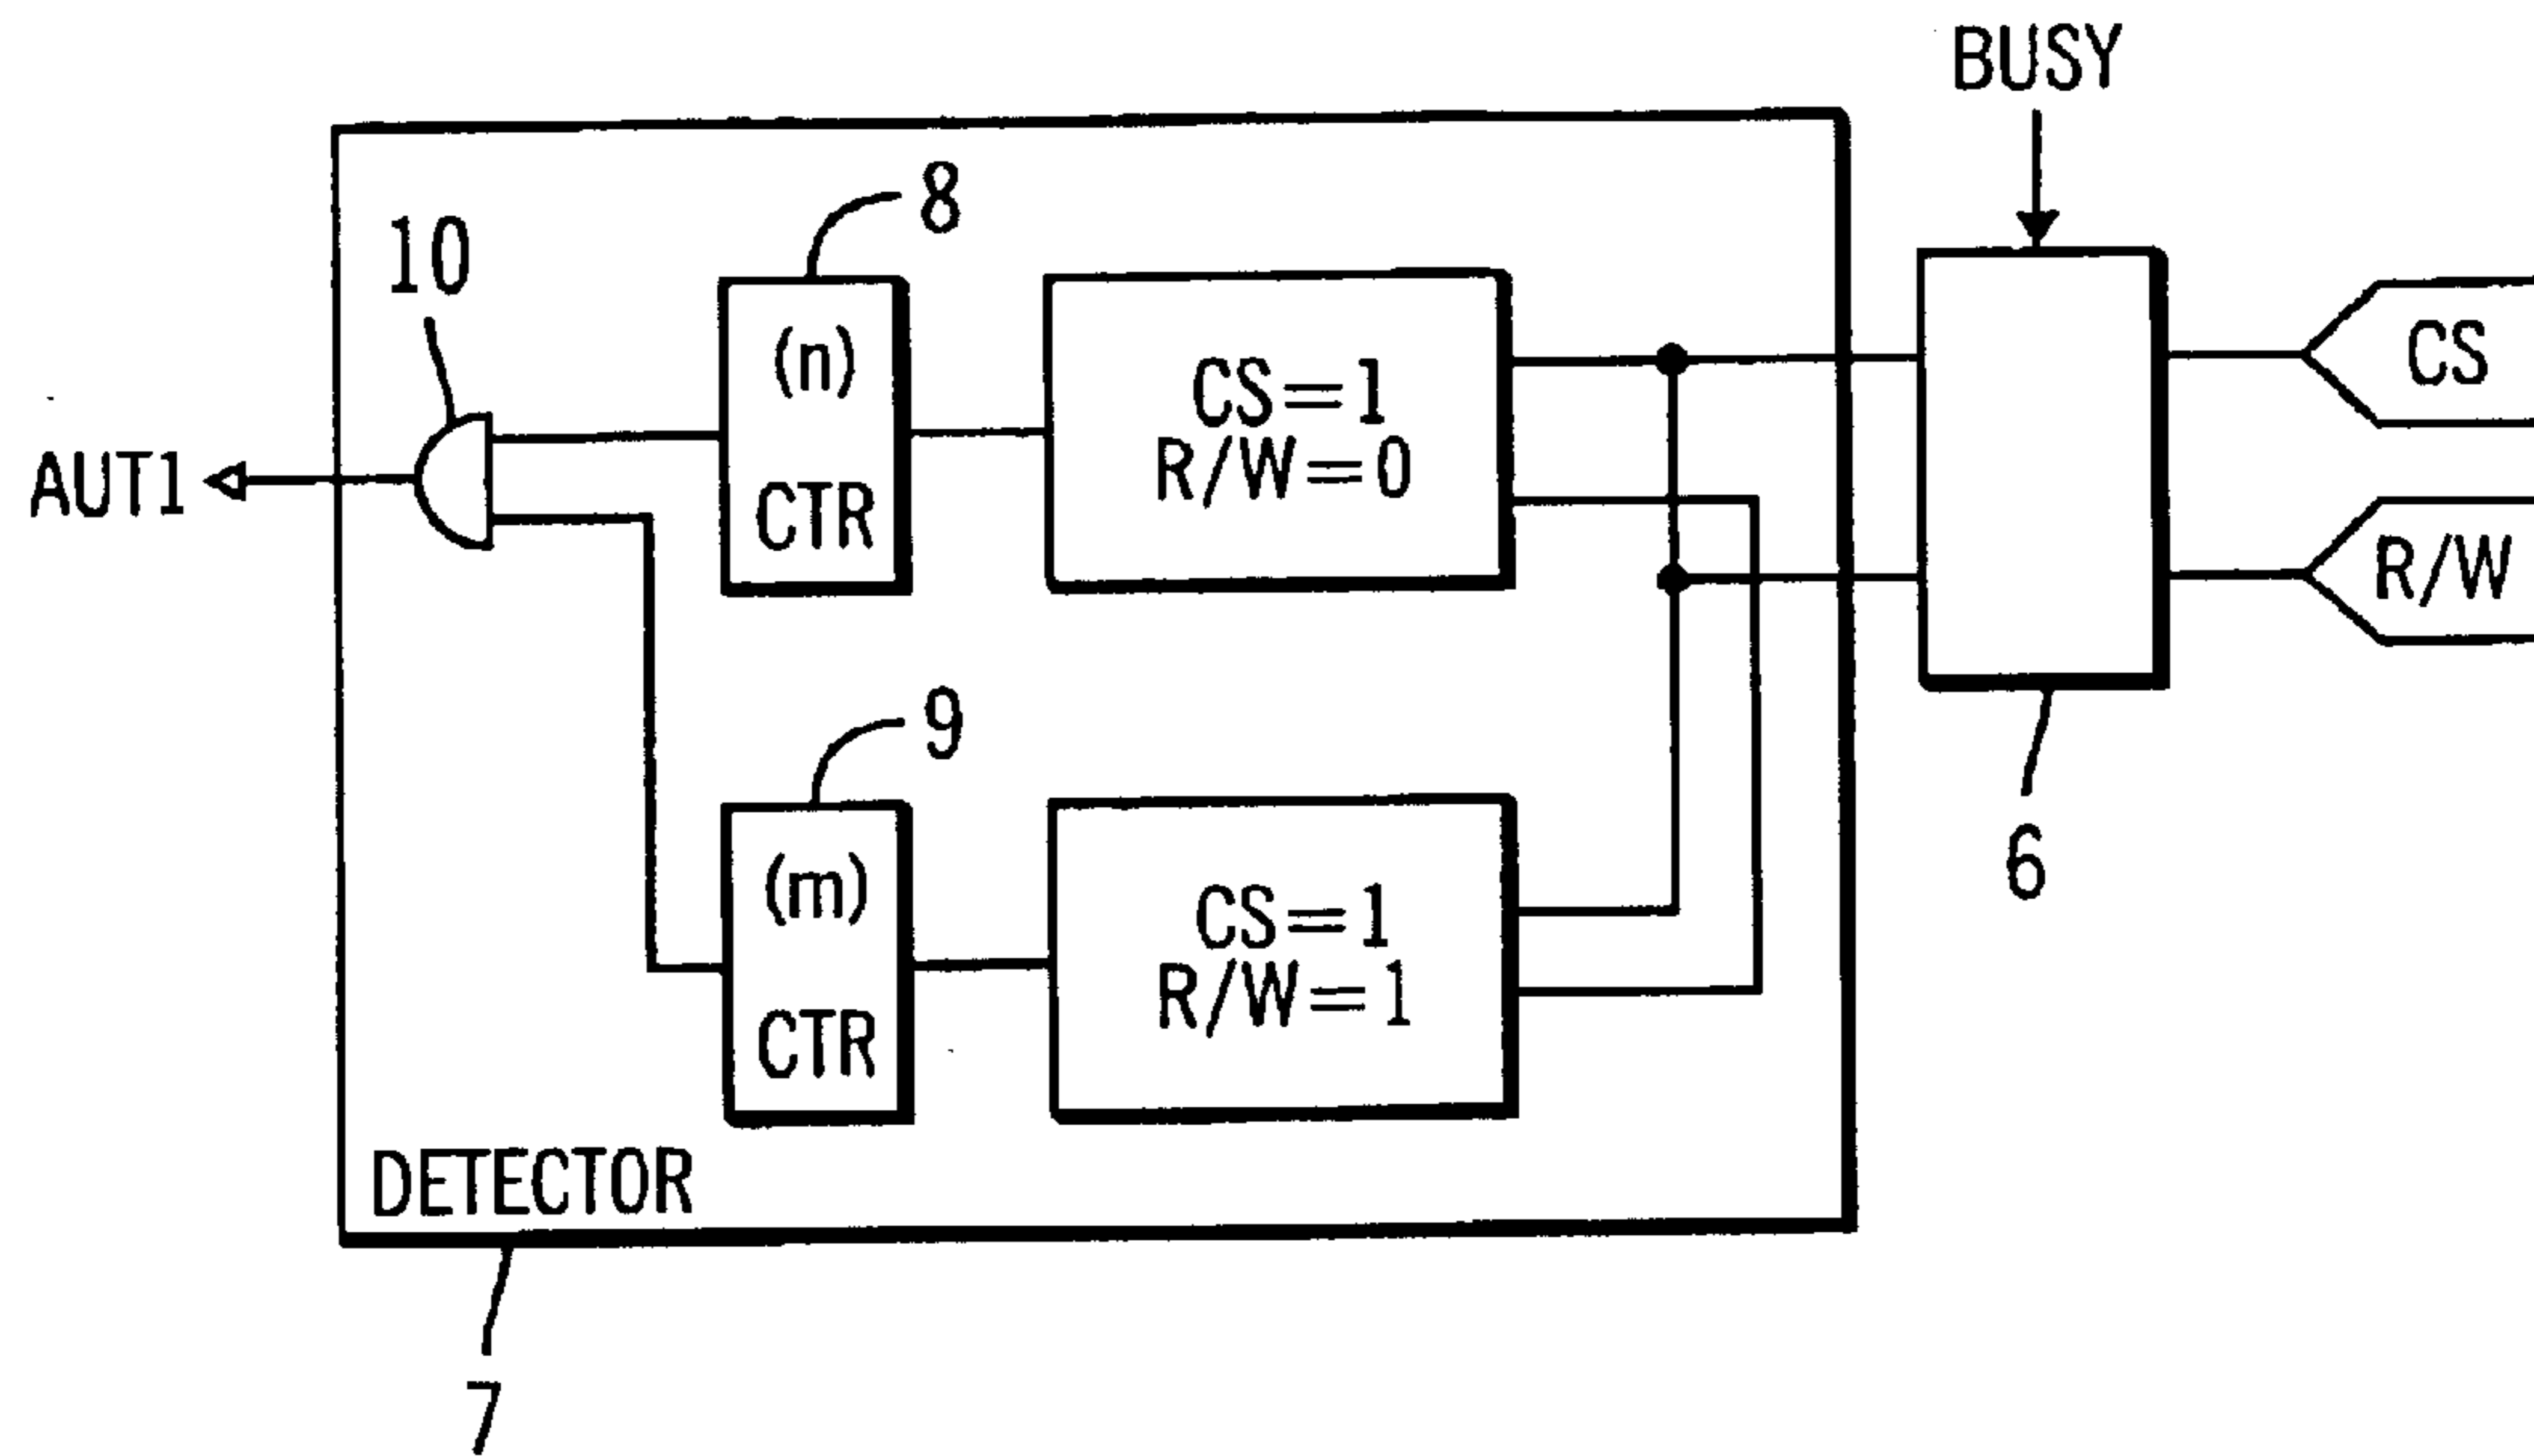 BUSY
8
10
(n)
CTR
CS=1
R/W=0
CS
AUT1
R/W
9
(m)
CTR
CS=1
R/W=1
6
DETECTOR
7